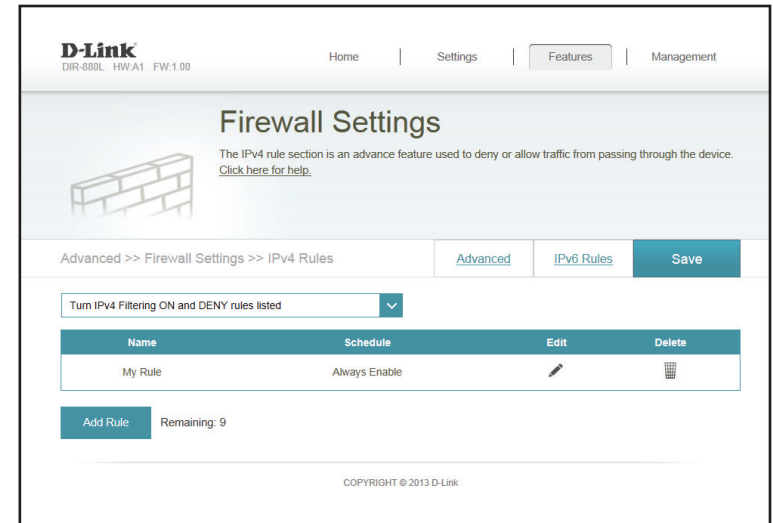 D-Link
DIR-880L HW:A1 FW:1.00
Home Settings Features Management
Firewall Settings
The IPv4 rule section is an advance feature used to deny or allow traffic from passing through the device.
Click here for help.
Advanced >> Firewall Settings >> IPv4 Rules Advanced IPv6 Rules Save
Turn IPv4 Filtering ON and DENY rules listed
Name Schedule Edit Delete
My Rule Always Enable
Add Rule Remaining: 9
COPYRIGHT © 2013 D-Link